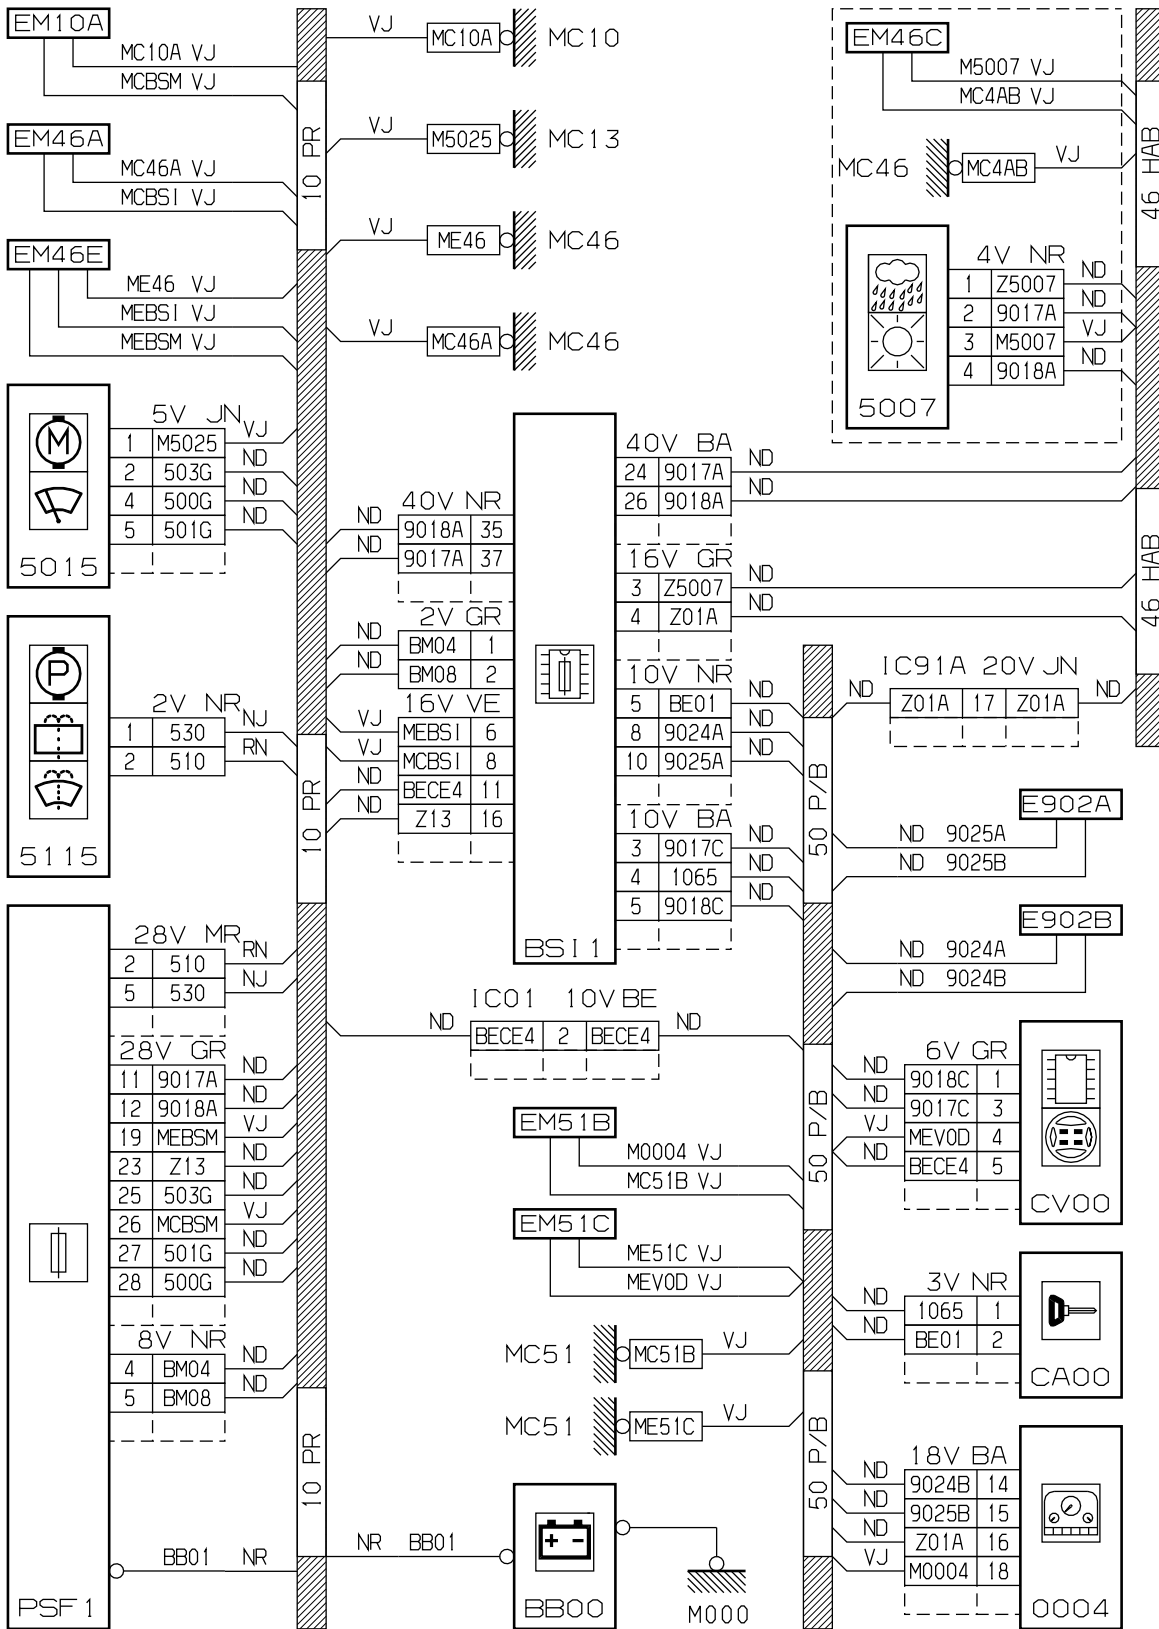 EM10A
MC10A VJ
MCBSM VJ
EM46A
MC46A VJ
MCBSI VJ
EM46E
ME46 VJ
MEBSI VJ
MEBSM VJ
5V JN
1 M5025 VJ
2 503G ND
4 500G ND
5 501G ND
5015
2V NR
1 530 NJ
2 510 RN
5115
28V MR
2 510 RN
5 530 NJ
28V GR
11 9017A ND
12 9018A ND
19 MEBSM VJ
23 Z13 ND
25 503G ND
26 MCBSM VJ
27 501G ND
28 500G ND
8V NR
4 BM04 ND
5 BM08 ND
BB01 NR
PSF1
10 PR
10 PR
10 PR
VJ MC10A MC10
VJ M5025 MC13
VJ ME46 MC46
VJ MC46A MC46
40V NR
ND 9018A 35
ND 9017A 37
2V GR
ND BM04 1
ND BM08 2
16V VE
VJ MEBSI 6
VJ MCBSI 8
ND BECE4 11
ND Z13 16
BSI1
40V BA
24 9017A ND
26 9018A ND
16V GR
3 Z5007 ND
4 Z01A ND
10V NR
5 BE01 ND
8 9024A ND
10 9025A ND
10V BA
3 9017C ND
4 1065 ND
5 9018C ND
IC01 10V BE
ND BECE4 2 BECE4 ND
EM51B
M0004 VJ
MC51B VJ
EM51C
ME51C VJ
MEVOD VJ
MC51 MC51B VJ
MC51 ME51C VJ
NR BB01
BB00
M000
50 P/B
50 P/B
50 P/B
EM46C
M5007 VJ
MC4AB VJ
MC46 MC4AB VJ
4V NR
1 Z5007 ND
2 9017A ND
3 M5007 VJ
4 9018A ND
5007
46 HAB
46 HAB
IC91A 20V JN
ND Z01A 17 Z01A ND
E902A
ND 9025A
ND 9025B
E902B
ND 9024A
ND 9024B
6V GR
ND 9018C 1
ND 9017C 3
VJ MEVOD 4
ND BECE4 5
CV00
3V NR
ND 1065 1
ND BE01 2
CA00
18V BA
ND 9024B 14
ND 9025B 15
ND Z01A 16
VJ M0004 18
0004
M
P